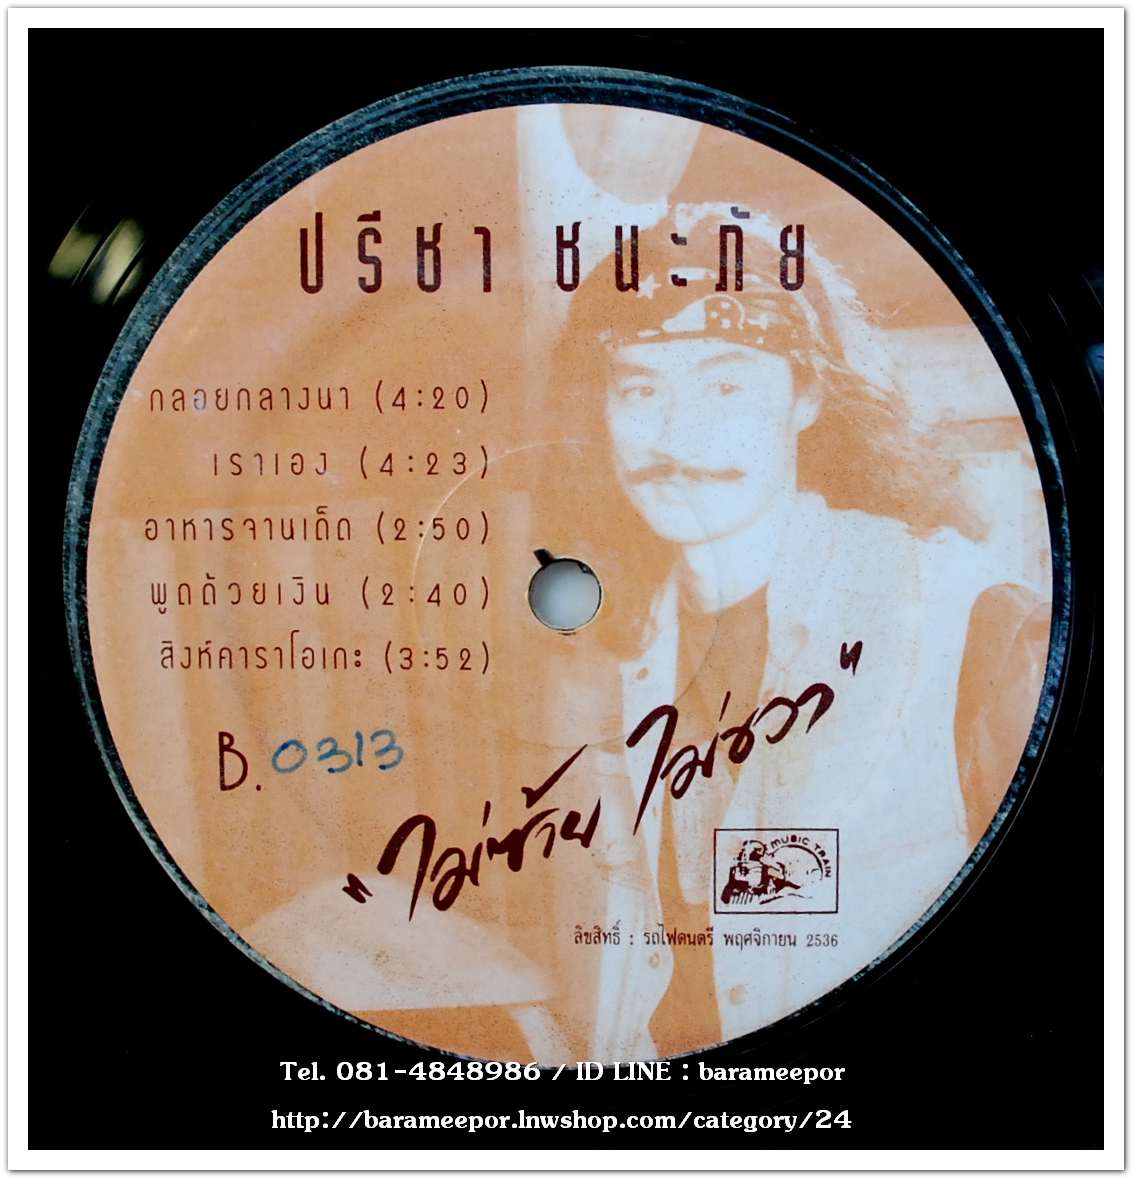 ปรีชา ชนะภัย
กลอยกลางนา (4:20)
เราเอง (4:23)
อาหารจานเด็ด (2:50)
พูดด้วยเงิน (2:40)
สิงห์คาราโอเกะ (3:52)
B. 0313
"ไม่ซ้าย ไม่ขวา"
MUSIC TRAIN
ลิขสิทธิ์ : รถไฟดนตรี พฤศจิกายน 2536
Tel. 081-4848986 / ID LINE : barameepor
http://barameepor.lnwshop.com/category/24